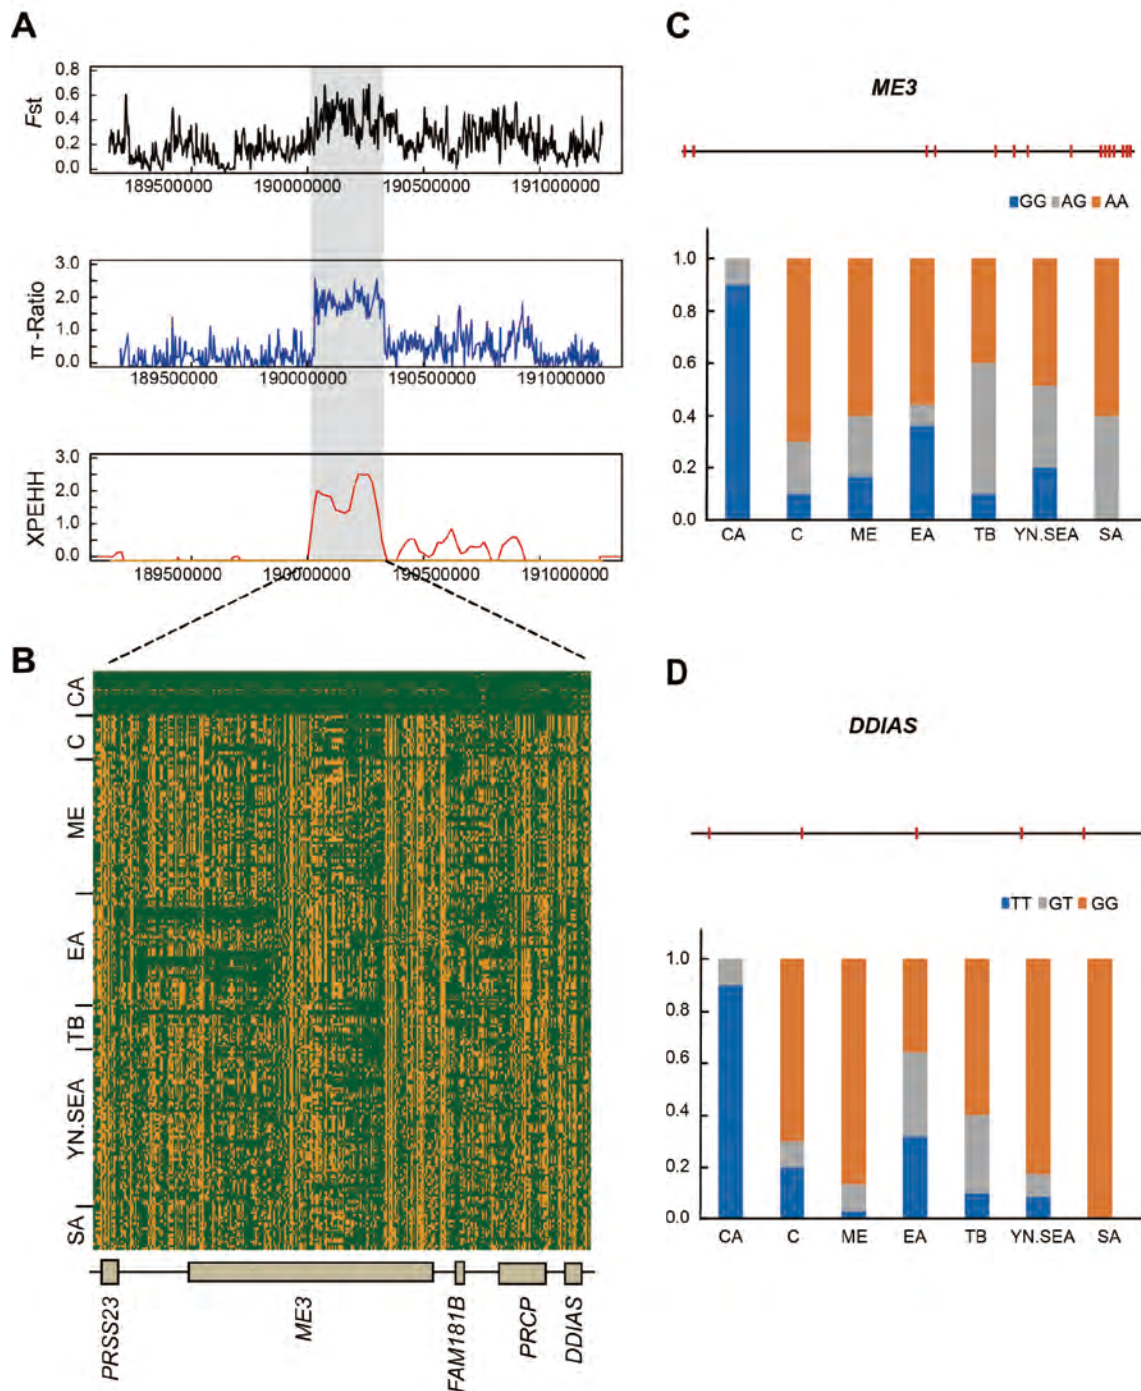 A
Fst
0.8
0.6
0.4
0.2
0.0
189500000 190000000 190500000 191000000
π-Ratio
3.0
2.0
1.0
0.0
189500000 190000000 190500000 191000000
XPEHH
3.0
2.0
1.0
0.0
189500000 190000000 190500000 191000000
B
CA
C
ME
EA
TB
YN.SEA
SA
PRSS23 ME3 FAM181B PRCP DDIAS
C
ME3
GG AG AA
1.0
0.8
0.6
0.4
0.2
0.0
CA C ME EA TB YN.SEA SA
D
DDIAS
TT GT GG
1.0
0.8
0.6
0.4
0.2
0.0
CA C ME EA TB YN.SEA SA